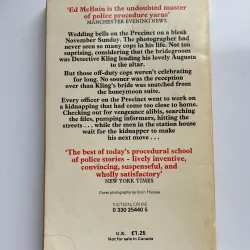 'Ed McBain is the undoubted master
of police procedure yarns'
MANCHESTER EVENING NEWS
Wedding bells on the Precinct on a bleak
November Sunday. The photographer had
never seen so many cops in his life. Not too
surprising, considering that the bridegroom
was Detective Kling leading his lovely Augusta
to the altar.
But those off-duty cops weren't celebrating
for long. No sooner was the reception
over than Kling's bride was snatched from
the honeymoon suite.
Every officer on the Precinct went to work on
a kidnapping that had come too close to home.
Checking out vengeance alibis, searching
the files, pumping informers, hitting the
streets ... while the men in the station house
wait for the kidnapper to make
his next move ...
'The best of today's procedural school
of police stories - lively inventive,
convincing, suspenseful, and
wholly satisfactory'
NEW YORK TIMES
Cover photography by Colin Thomas
FICTION/CRIME
0 330 25440 5
U.K. £1.25
Not for sale in Canada